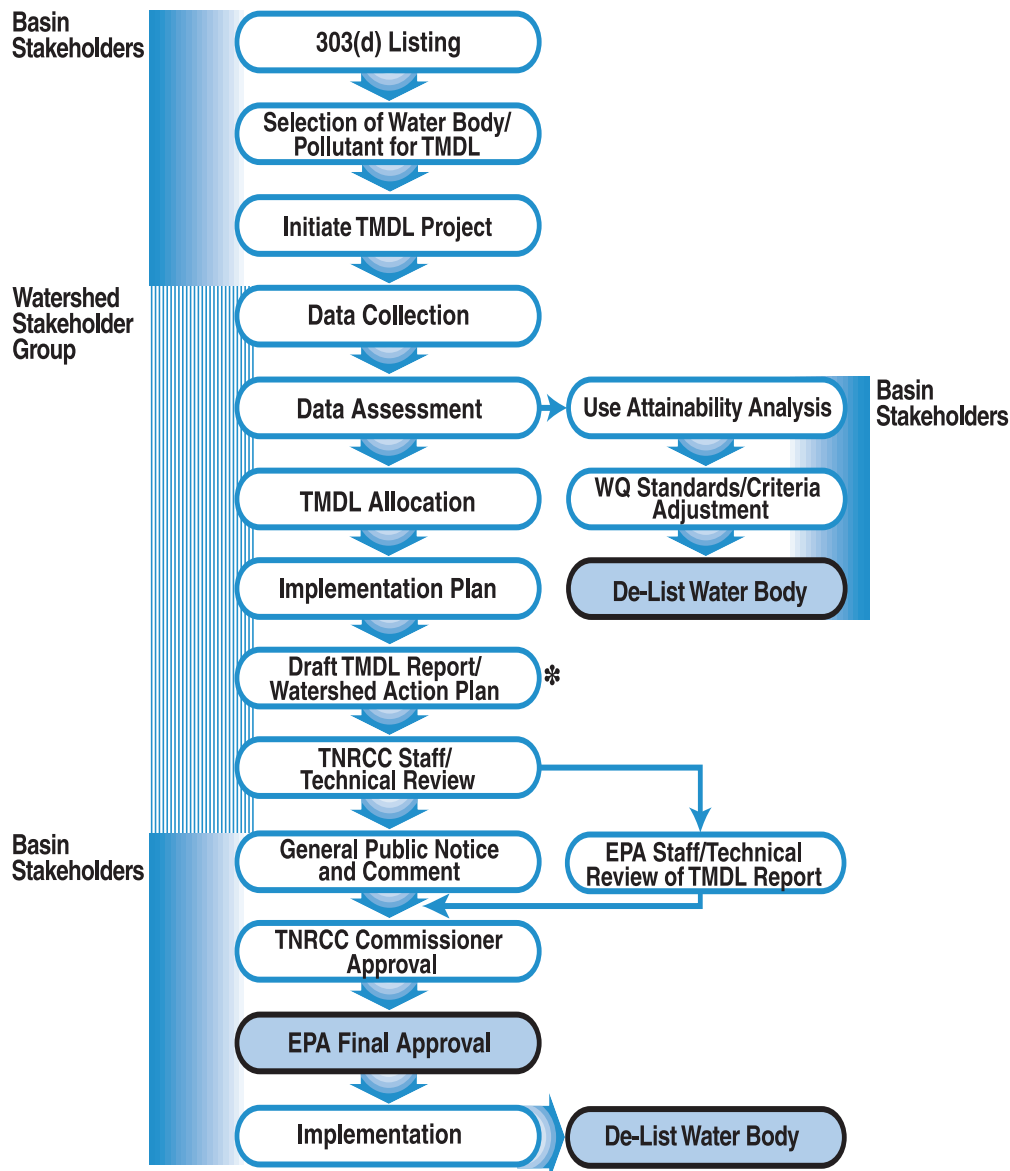 Basin
Stakeholders
303(d) Listing
Selection of Water Body/
Pollutant for TMDL
Initiate TMDL Project
Watershed
Stakeholder
Group
Data Collection
Data Assessment
Use Attainability Analysis
Basin
Stakeholders
TMDL Allocation
WQ Standards/Criteria
Adjustment
Implementation Plan
De-List Water Body
Draft TMDL Report/
Watershed Action Plan
*
TNRCC Staff/
Technical Review
Basin
Stakeholders
General Public Notice
and Comment
EPA Staff/Technical
Review of TMDL Report
TNRCC Commissioner
Approval
EPA Final Approval
Implementation
De-List Water Body